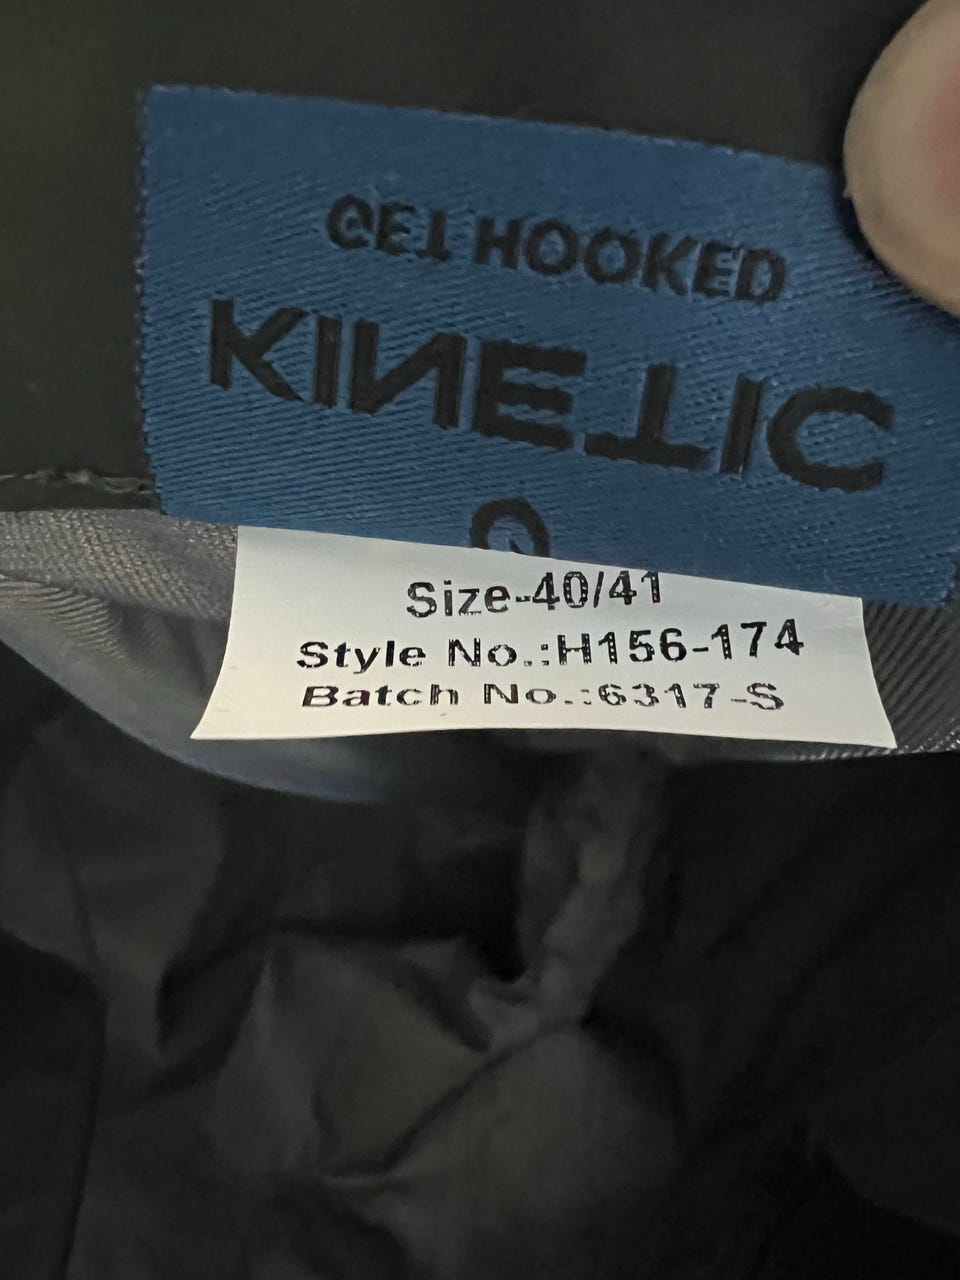 GET HOOKED
KINETIC
Size-40/41
Style No.:H156-174
Batch No.:6317-S